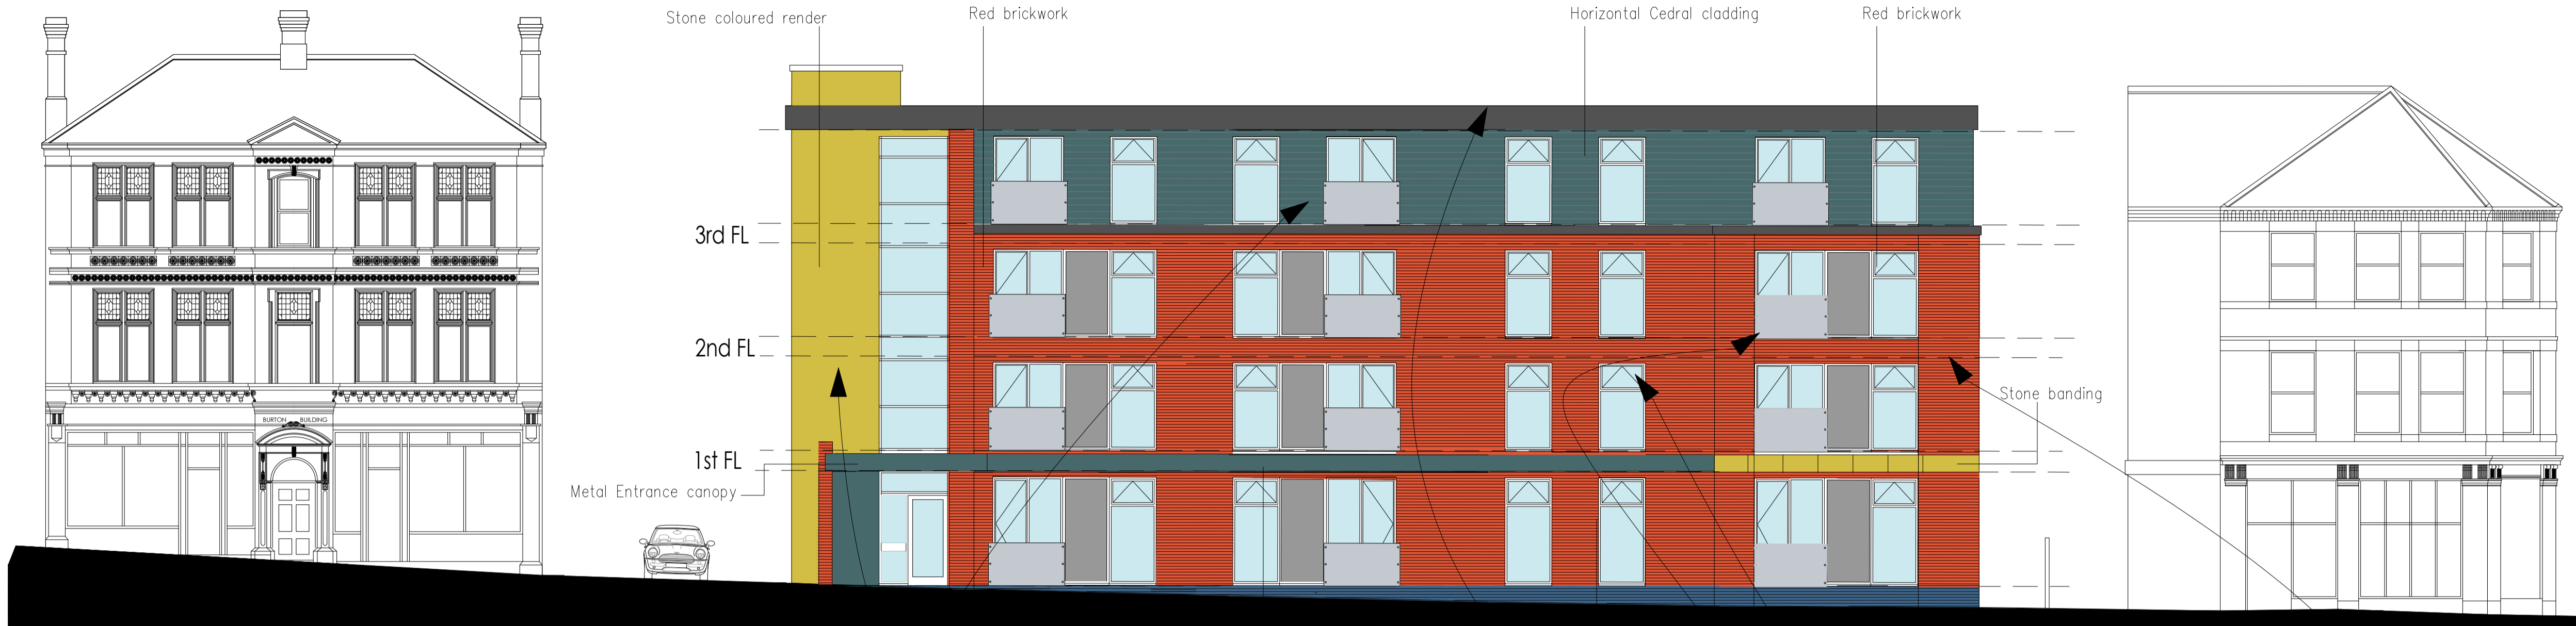 Stone coloured render
Red brickwork
Horizontal Cedral cladding
Red brickwork
3rd FL
2nd FL
Stone banding
BURTON BUILDING
1st FL
Metal Entrance canopy